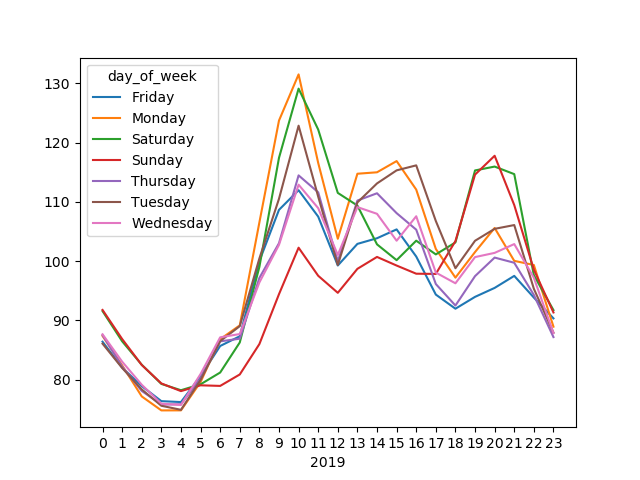 day_of_week
Friday
Monday
Saturday
Sunday
Thursday
Tuesday
Wednesday
130
120
110
100
90
80
0 1 2 3 4 5 6 7 8 9 10 11 12 13 14 15 16 17 18 19 20 21 22 23
2019